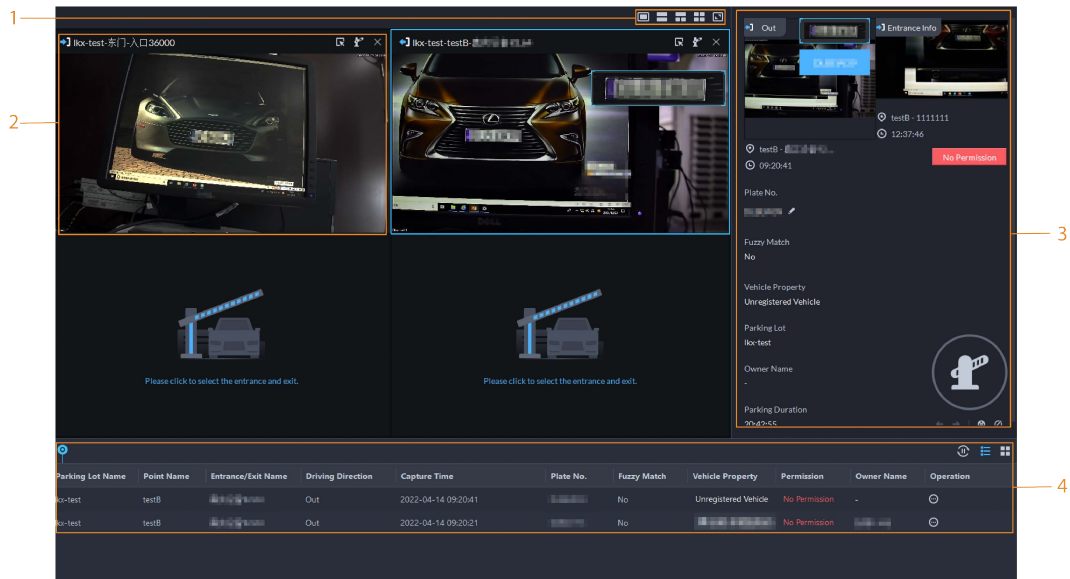 1
2
3
4
lkx-test-东门-入口36000
lkx-test-testB-
Out
Entrance Info
testB - 1111111
12:37:46
testB -
09:20:41
No Permission
Plate No.
Fuzzy Match
No
Vehicle Property
Unregistered Vehicle
Parking Lot
lkx-test
Owner Name
-
Parking Duration
20:42:55
DELL
Please click to select the entrance and exit.
Please click to select the entrance and exit.
Parking Lot Name Point Name Entrance/Exit Name Driving Direction Capture Time Plate No. Fuzzy Match Vehicle Property Permission Owner Name Operation
lkx-test testB Out 2022-04-14 09:20:41 No Unregistered Vehicle No Permission -
lkx-test testB Out 2022-04-14 09:20:21 No No Permission